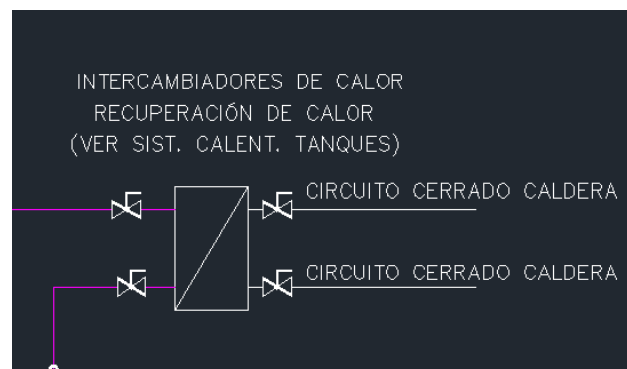 INTERCAMBIADORES DE CALOR
RECUPERACIÓN DE CALOR
(VER SIST. CALENT. TANQUES)
CIRCUITO CERRADO CALDERA
CIRCUITO CERRADO CALDERA